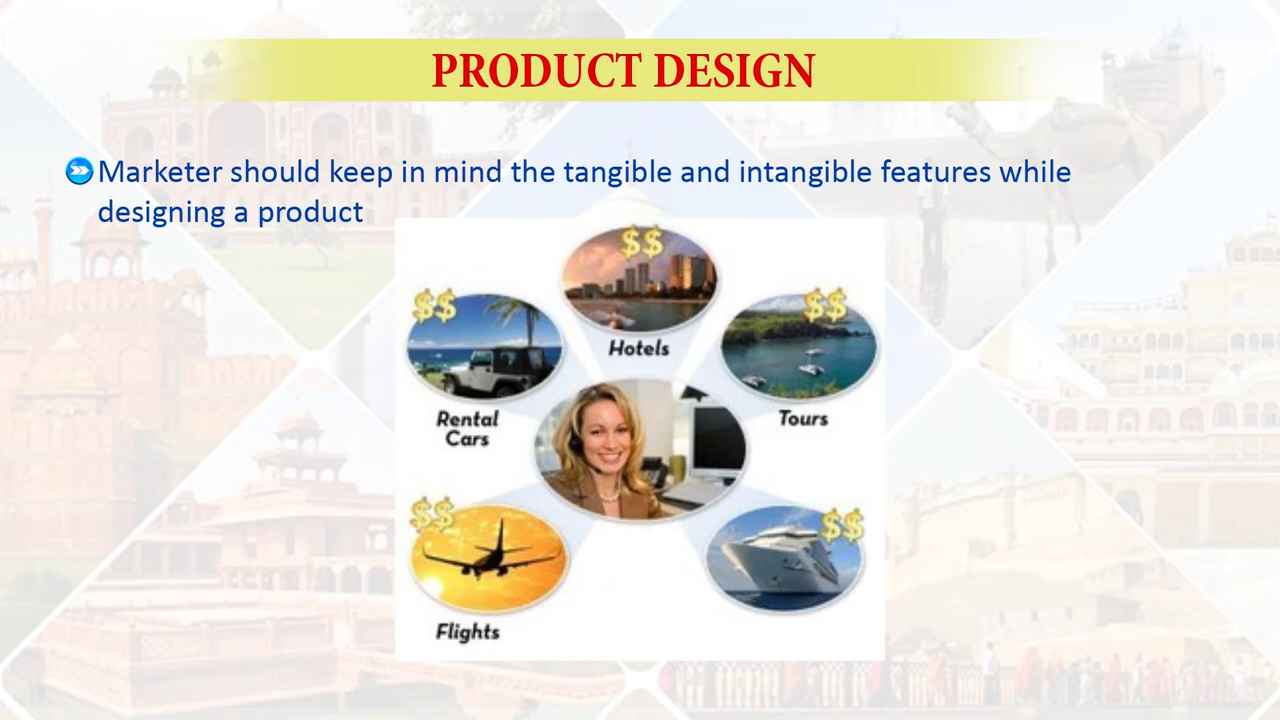 PRODUCT DESIGN
Marketer should keep in mind the tangible and intangible features while
designing a product
$$
$$
$$
Hotels
Rental
Cars
Tours
$$
$$
Flights